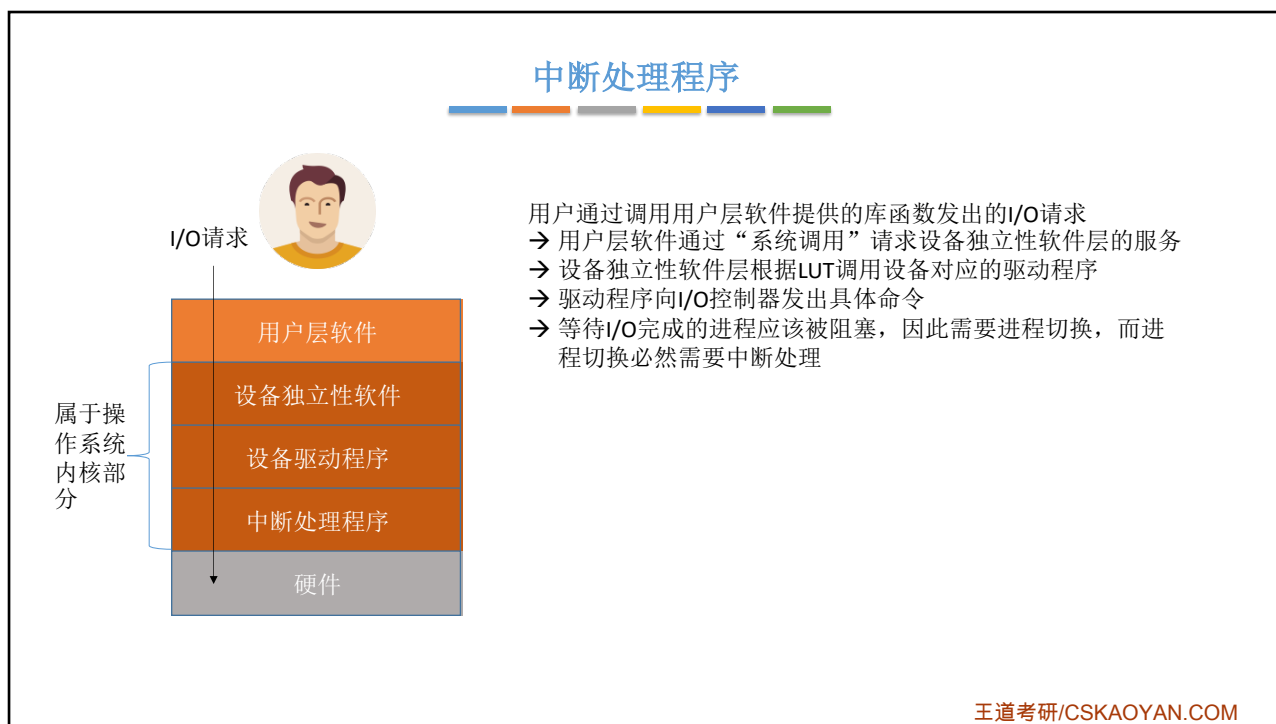 中断处理程序
I/O请求
用户层软件
设备独立性软件
设备驱动程序
中断处理程序
硬件
属于操
作系统
内核部
分
用户通过调用用户层软件提供的库函数发出的I/O请求
→ 用户层软件通过“系统调用”请求设备独立性软件层的服务
→ 设备独立性软件层根据LUT调用设备对应的驱动程序
→ 驱动程序向I/O控制器发出具体命令
→ 等待I/O完成的进程应该被阻塞，因此需要进程切换，而进
程切换必然需要中断处理
王道考研/CSKAOYAN.COM